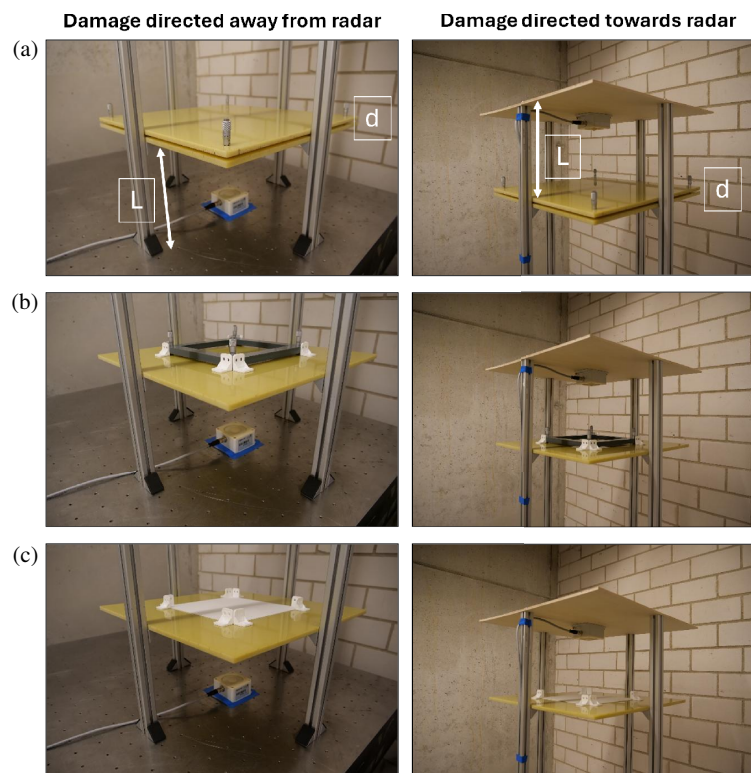 Damage directed away from radar
Damage directed towards radar
(a)
d
L
L
d
(b)
(c)